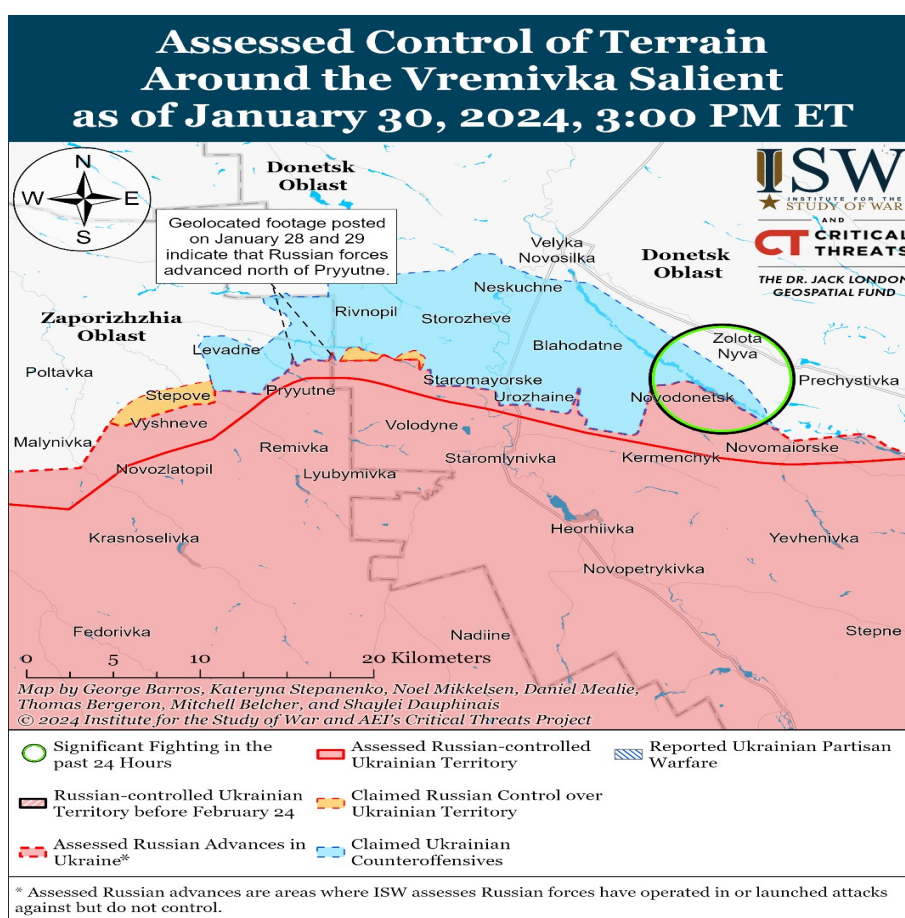 Assessed Control of Terrain
Around the Vremivka Salient
as of January 30, 2024, 3:00 PM ET
N
W
E
S
Donetsk
Oblast
ISW
INSTITUTE FOR THE
STUDY OF WAR
AND
CT CRITICAL
THREATS
THE DR. JACK LONDON
GEOSPATIAL FUND
Geolocated footage posted
on January 28 and 29
indicate that Russian forces
advanced north of Pryyutne.
Velyka
Novosilka
Donetsk
Oblast
Neskuchne
Zaporizhzhia
Oblast
Rivnopil
Storozheve
Levadne
Blahodatne
Zolota
Nyva
Poltavka
Prechystivka
Stepove
Pryyutne
Staromayorske
Urozhaine
Novodonetsk
Vyshneve
Malynivka
Volodyne
Remivka
Novomaiorske
Staromlynivka
Kermenchyk
Novozlatopil
Lyubymivka
Krasnoselivka
Heorhiivka
Yevhenivka
Novopetrykivka
Fedorivka
Nadiine
Stepne
0 5 10 20 Kilometers
Map by George Barros, Kateryna Stepanenko, Noel Mikkelsen, Daniel Mealie,
Thomas Bergeron, Mitchell Belcher, and Shaylei Dauphinais
© 2024 Institute for the Study of War and AEI's Critical Threats Project
Significant Fighting in the
past 24 Hours
Russian-controlled Ukrainian
Territory before February 24
Assessed Russian Advances in
Ukraine*
Assessed Russian-controlled
Ukrainian Territory
Claimed Russian Control over
Ukrainian Territory
Claimed Ukrainian
Counteroffensives
Reported Ukrainian Partisan
Warfare
* Assessed Russian advances are areas where ISW assesses Russian forces have operated in or launched attacks
against but do not control.